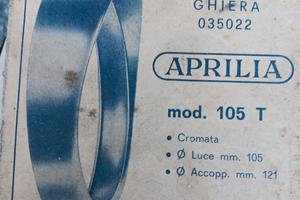 GHIERA
035022
APRILIA
mod. 105 T
• Cromata
• Ø Luce mm. 105
• Ø Accopp. mm. 121